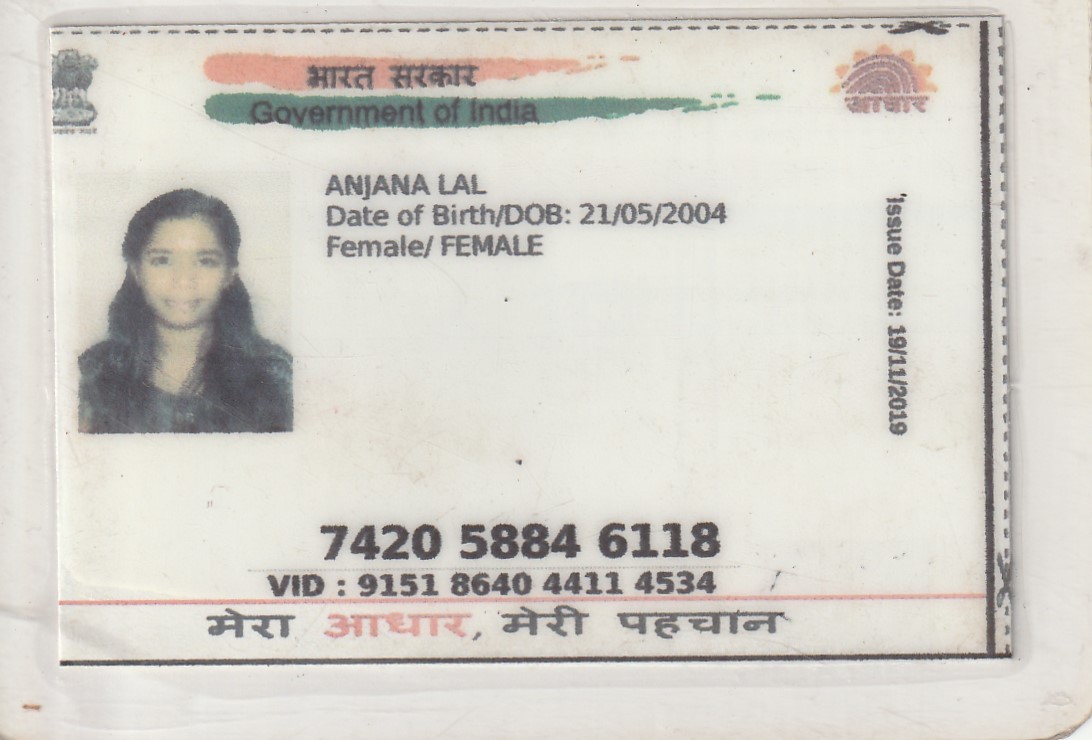 भारत सरकार
Government of India
आधार
ANJANA LAL
Date of Birth/DOB: 21/05/2004
Female/ FEMALE
Issue Date: 19/11/2019
7420 5884 6118
VID : 9151 8640 4411 4534
मेरा आधार, मेरी पहचान